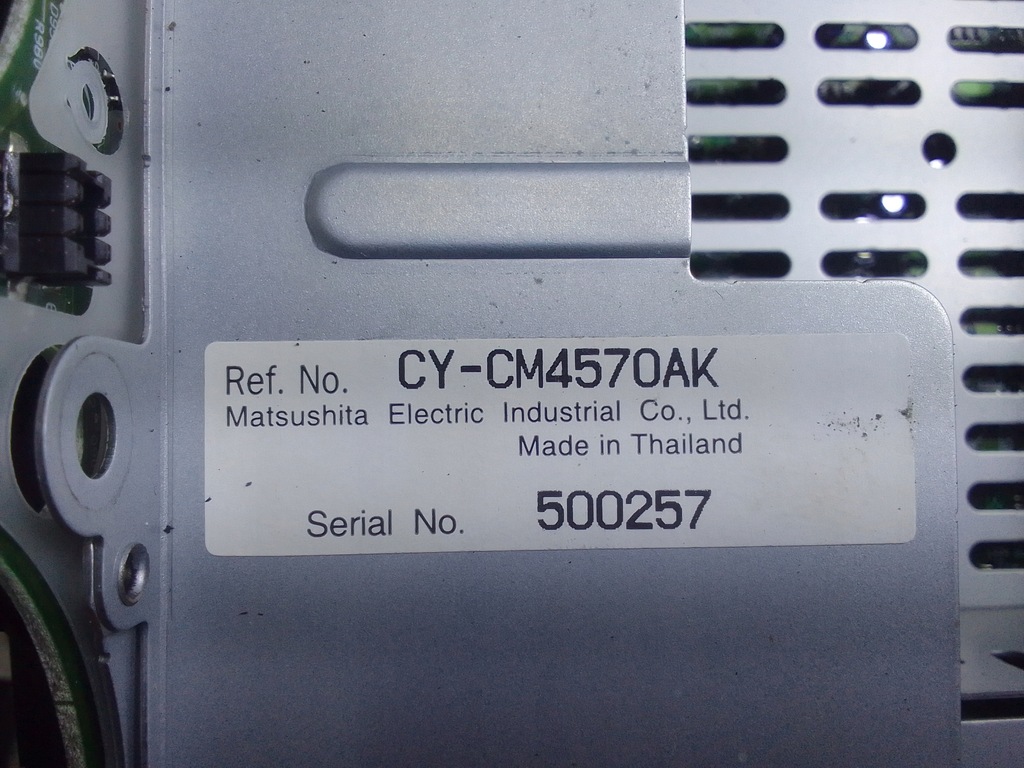 Ref. No. CY-CM4570AK
Matsushita Electric Industrial Co., Ltd.
Made in Thailand
Serial No. 500257